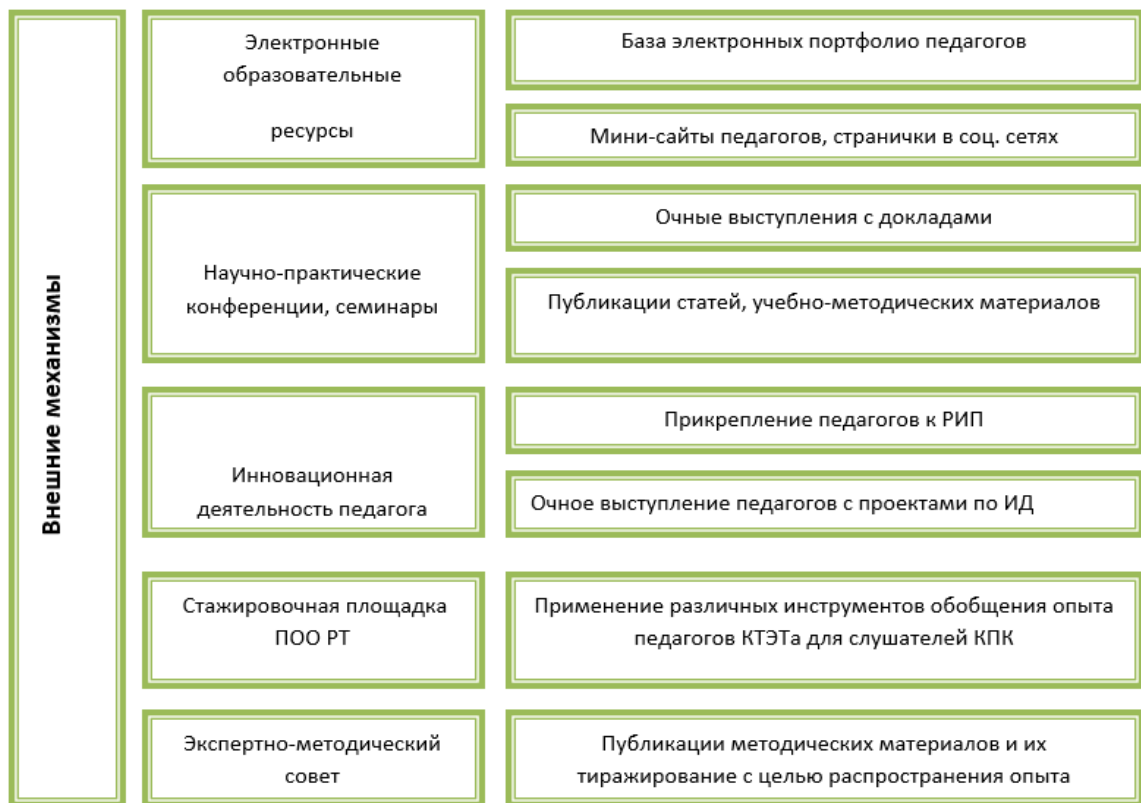 Внешние механизмы
Электронные
образовательные
ресурсы
База электронных портфолио педагогов
Мини-сайты педагогов, странички в соц. сетях
Научно-практические
конференции, семинары
Очные выступления с докладами
Публикации статей, учебно-методических материалов
Инновационная
деятельность педагога
Прикрепление педагогов к РИП
Очное выступление педагогов с проектами по ИД
Стажировочная площадка
ПОО РТ
Применение различных инструментов обобщения опыта
педагогов КТЭТа для слушателей КПК
Экспертно-методический
совет
Публикации методических материалов и их
тиражирование с целью распространения опыта